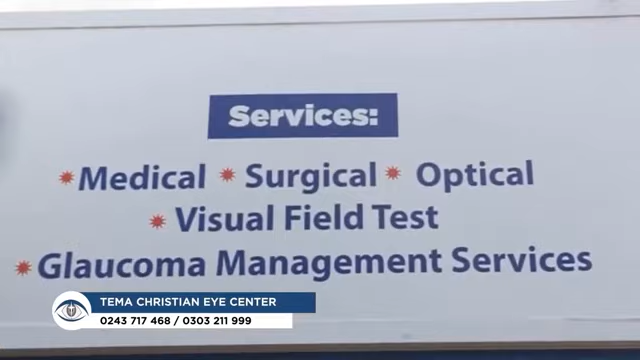 Services:
Medical Surgical Optical
Visual Field Test
Glaucoma Management Services
TEMA CHRISTIAN EYE CENTER
0243 717 468 / 0303 211 999